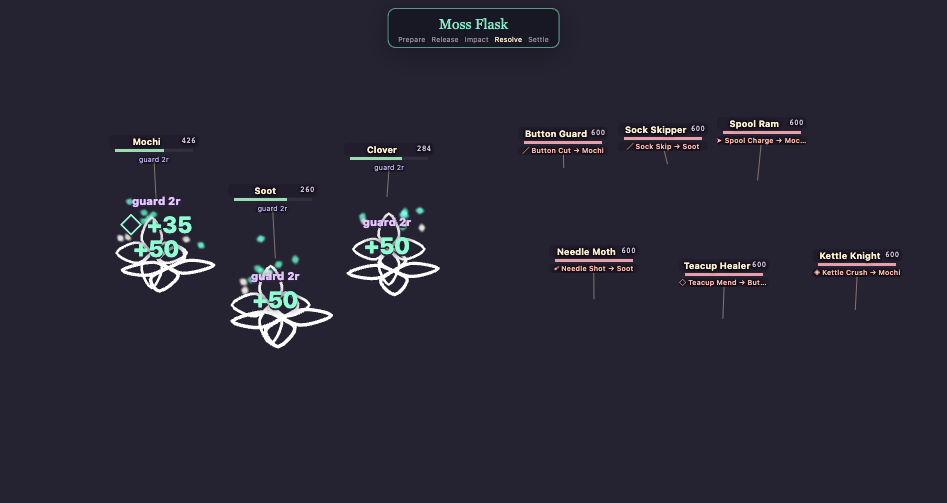 Moss Flask
Prepare Release Impact Resolve Settle
Mochi 426
guard 2r
guard 2r
+35
+50
Soot 260
guard 2r
guard 2r
+50
Clover 284
guard 2r
guard 2r
+50
Button Guard 600
Button Cut → Mochi
Sock Skipper 600
Sock Skip → Soot
Spool Ram 600
Spool Charge → Moc...
Needle Moth 600
Needle Shot → Soot
Teacup Healer 600
Teacup Mend → But...
Kettle Knight 600
Kettle Crush → Mochi